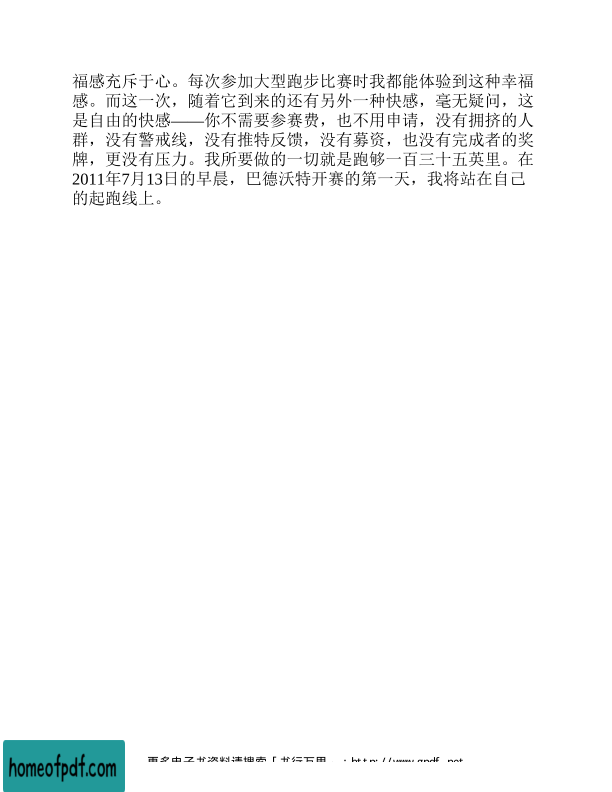 福感充斥于心。每次参加大型跑步比赛时我都能体验到这种幸福
感。而这一次，随着它到来的还有另外一种快感，毫无疑问，这
是自由的快感——你不需要参赛费，也不用申请，没有拥挤的人
群，没有警戒线，没有推特反馈，没有募资，也没有完成者的奖
牌，更没有压力。我所要做的一切就是跑够一百三十五英里。在
2011年7月13日的早晨，巴德沃特开赛的第一天，我将站在自己
的起跑线上。
更多电子书资料请搜索「书行万里
homeofpdf.com